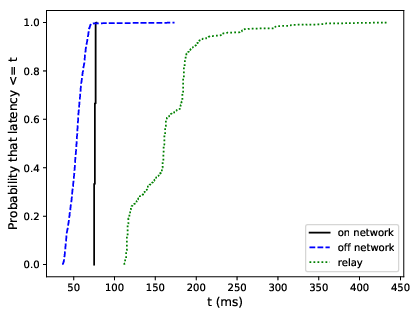 Probability that latency <= t
1.0
0.8
0.6
0.4
0.2
0.0
50 100 150 200 250 300 350 400 450
t (ms)
on network
off network
relay